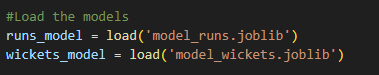 #Load the models
runs_model = load('model_runs.joblib')
wickets_model = load('model_wickets.joblib')